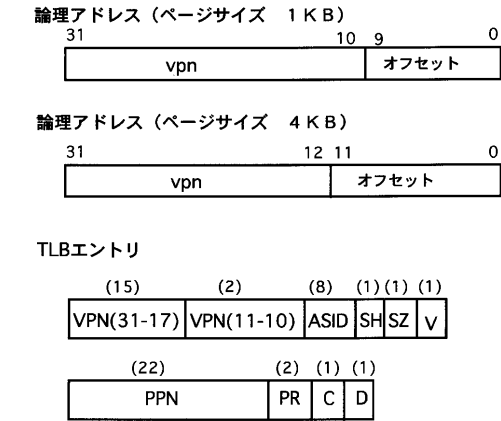 論理アドレス（ページサイズ　1KB）
31 10 9 0
vpn オフセット
論理アドレス（ページサイズ　4KB）
31 12 11 0
vpn オフセット
TLBエントリ
(15) (2) (8) (1) (1) (1)
VPN(31-17) VPN(11-10) ASID SH SZ V
(22) (2) (1) (1)
PPN PR C D